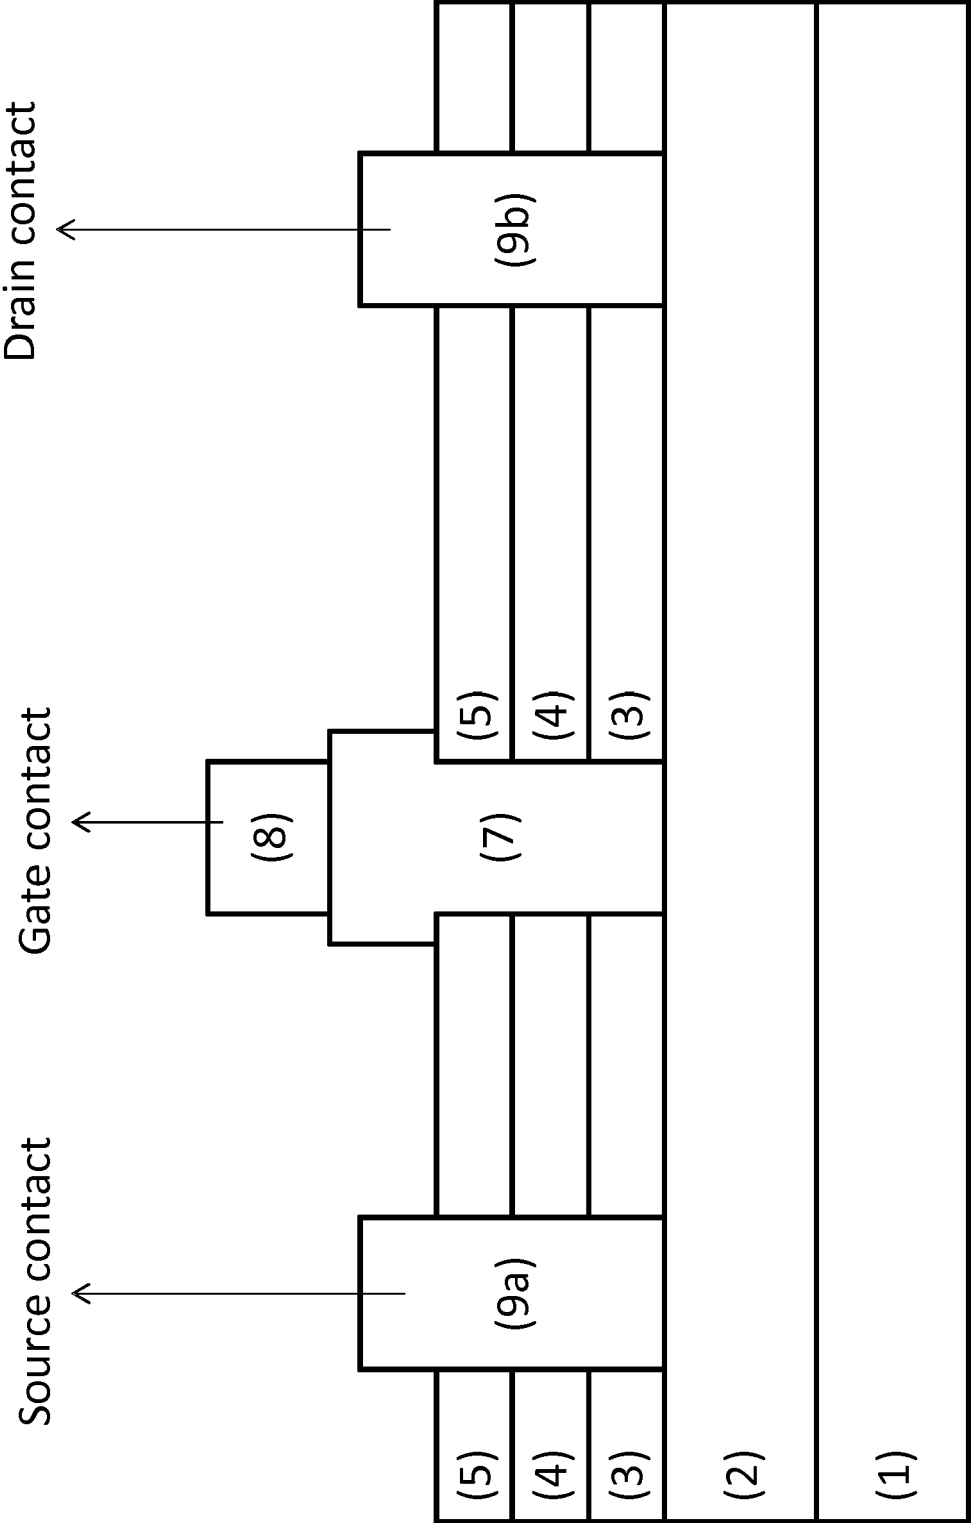 Source contact
Gate contact
Drain contact
(8)
(9a)
(7)
(9b)
(5)
(5)
(4)
(4)
(3)
(3)
(2)
(1)